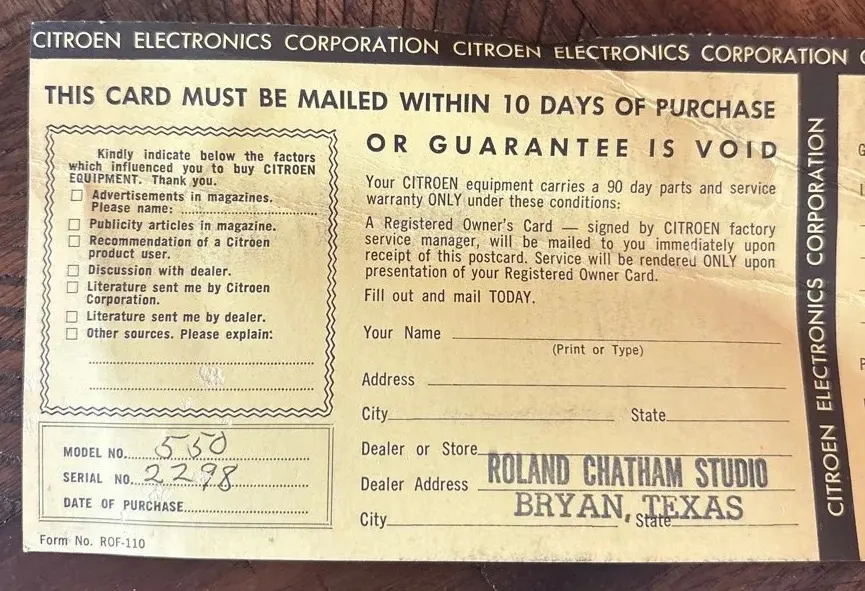 CITROEN ELECTRONICS CORPORATION CITROEN ELECTRONICS CORPORATION
THIS CARD MUST BE MAILED WITHIN 10 DAYS OF PURCHASE
OR GUARANTEE IS VOID
Kindly indicate below the factors
which influenced you to buy CITROEN
EQUIPMENT. Thank you.
Advertisements in magazines.
Please name:
Publicity articles in magazine.
Recommendation of a Citroen
product user.
Discussion with dealer.
Literature sent me by Citroen
Corporation.
Literature sent me by dealer.
Other sources. Please explain:
MODEL NO. 550
SERIAL NO. 2298
DATE OF PURCHASE
Form No. ROF-110
Your CITROEN equipment carries a 90 day parts and service
warranty ONLY under these conditions:
A Registered Owner's Card — signed by CITROEN factory
service manager, will be mailed to you immediately upon
receipt of this postcard. Service will be rendered ONLY upon
presentation of your Registered Owner Card.
Fill out and mail TODAY.
Your Name
(Print or Type)
Address
City State
Dealer or Store
Dealer Address ROLAND CHATHAM STUDIO
BRYAN, TEXAS
City State
CITROEN ELECTRONICS CORPORATION